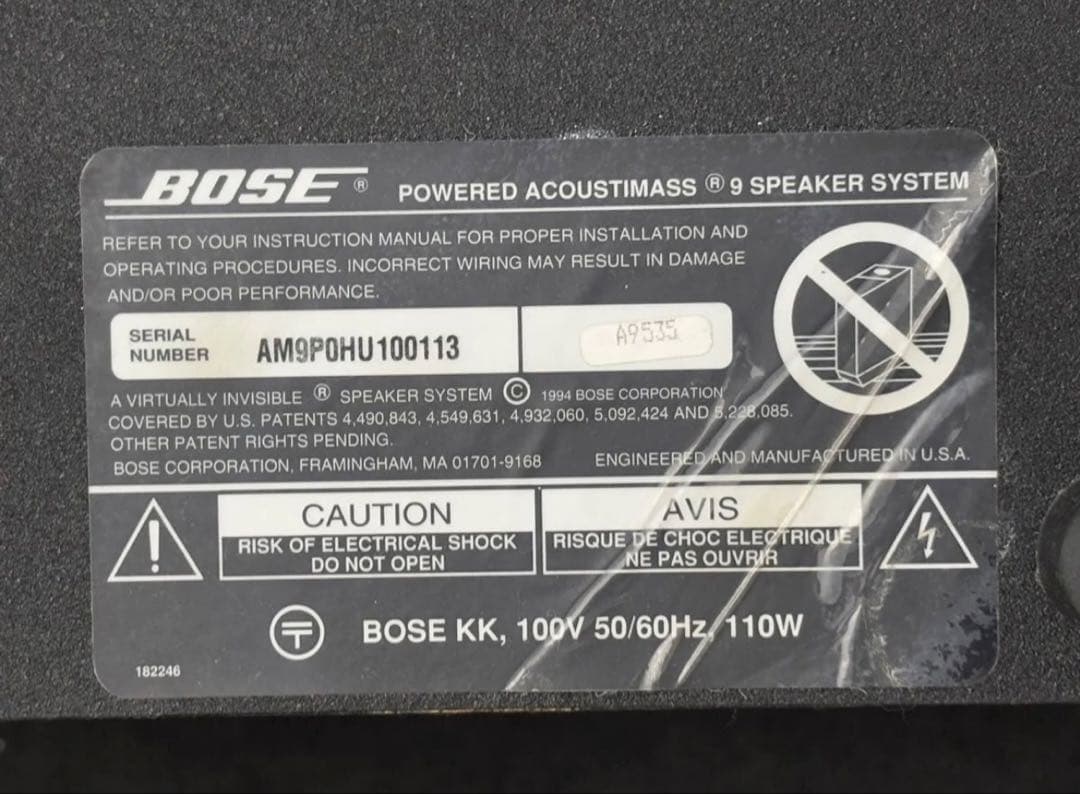 BOSE® POWERED ACOUSTIMASS ® 9 SPEAKER SYSTEM
REFER TO YOUR INSTRUCTION MANUAL FOR PROPER INSTALLATION AND
OPERATING PROCEDURES. INCORRECT WIRING MAY RESULT IN DAMAGE
AND/OR POOR PERFORMANCE.
SERIAL
NUMBER
AM9P0HU100113
A9535
A VIRTUALLY INVISIBLE ® SPEAKER SYSTEM © 1994 BOSE CORPORATION
COVERED BY U.S. PATENTS 4,490,843, 4,549,631, 4,932,060, 5,092,424 AND 5,228,085.
OTHER PATENT RIGHTS PENDING.
BOSE CORPORATION, FRAMINGHAM, MA 01701-9168
ENGINEERED AND MANUFACTURED IN U.S.A.
CAUTION
RISK OF ELECTRICAL SHOCK
DO NOT OPEN
AVIS
RISQUE DE CHOC ELECTRIQUE
NE PAS OUVRIR
BOSE KK, 100V 50/60Hz, 110W
182246